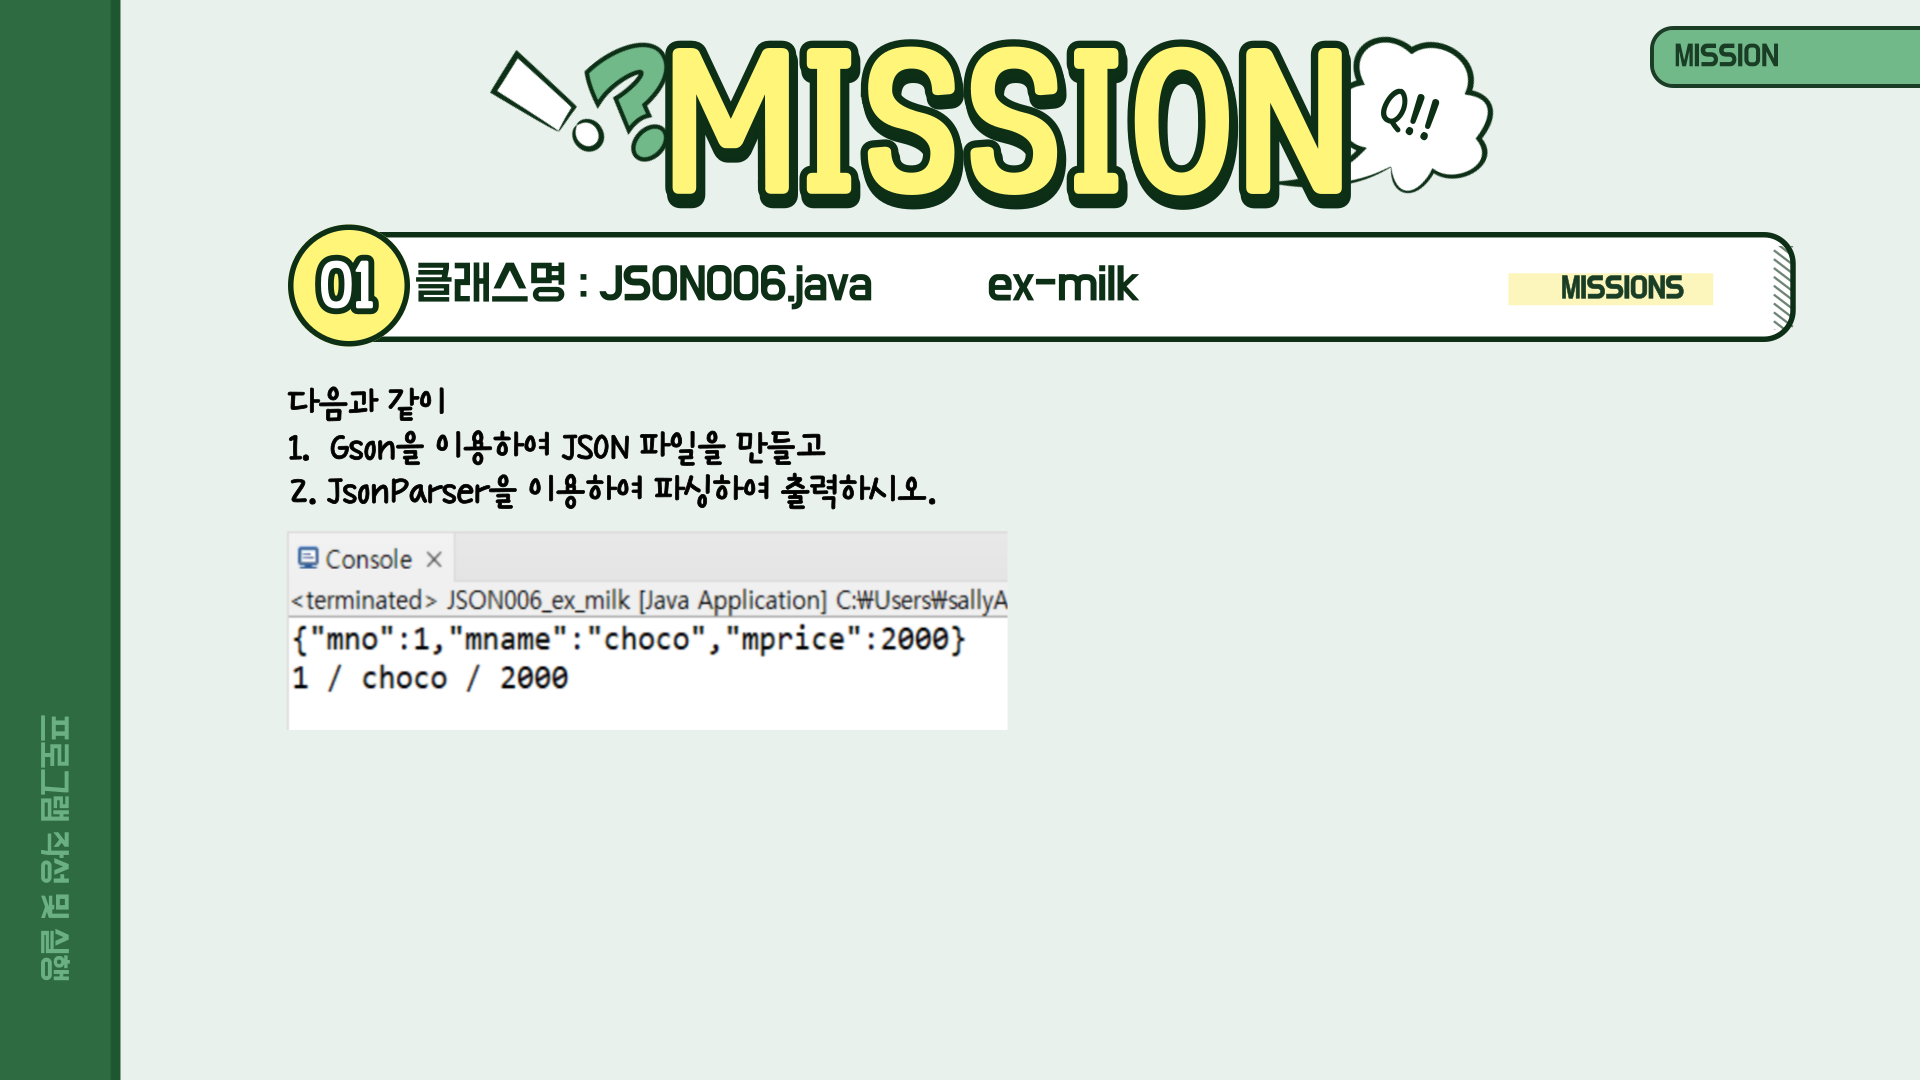 MISSION
MISSION
Q!!
01
클래스명 : JSON006.java ex-milk
MISSIONS
다음과 같이
1. Gson을 이용하여 JSON 파일을 만들고
2. JsonParser을 이용하여 파싱하여 출력하시오.
Console ×
<terminated> JSON006_ex_milk [Java Application] C:₩Users₩sallyA
{"mno":1,"mname":"choco","mprice":2000}
1 / choco / 2000
프로그램 작성 및 실행